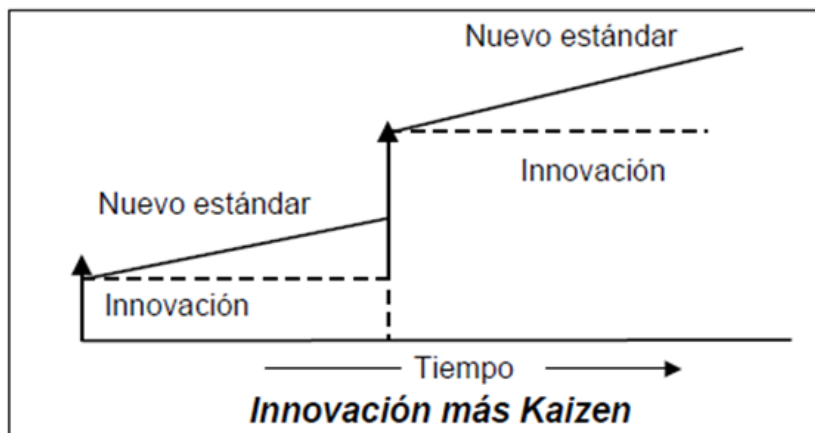 Nuevo estándar
Innovación
Nuevo estándar
Innovación
Tiempo
Innovación más Kaizen